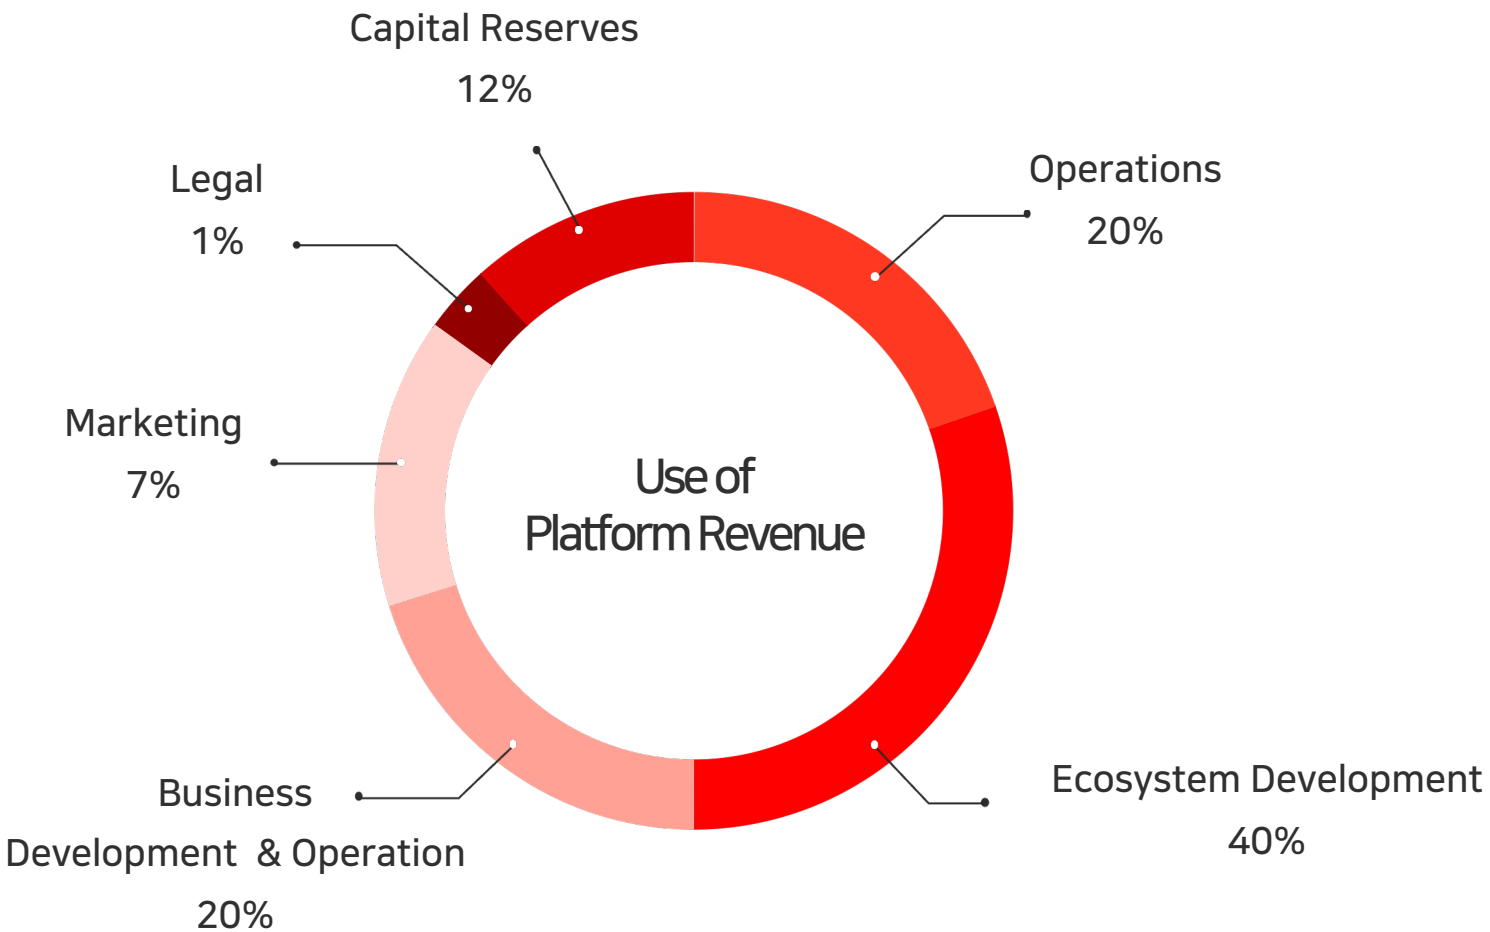 Capital Reserves
12%
Legal
1%
Operations
20%
Marketing
7%
Use of
Platform Revenue
Business
Development & Operation
20%
Ecosystem Development
40%